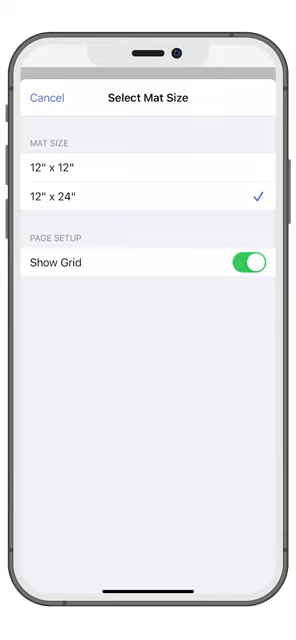 Cancel Select Mat Size
MAT SIZE
12" x 12"
12" x 24"
PAGE SETUP
Show Grid